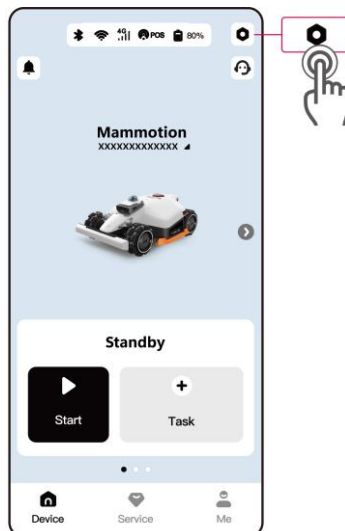 4G POS 80%
Mammotion
XXXXXXXXXXXXX
Standby
Start
Task
Device
Service
Me